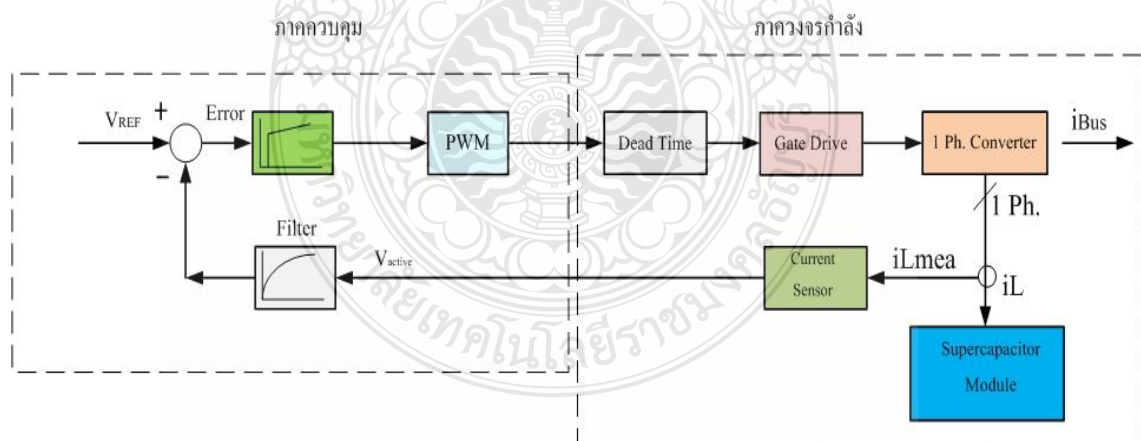 ภาคควบคุม
ภาควงจรกำลัง
VREF
+
Error
PWM
Dead Time
Gate Drive
1 Ph. Converter
iBus
−
1 Ph.
Filter
Vactive
Current
Sensor
iLmea
iL
Supercapacitor
Module